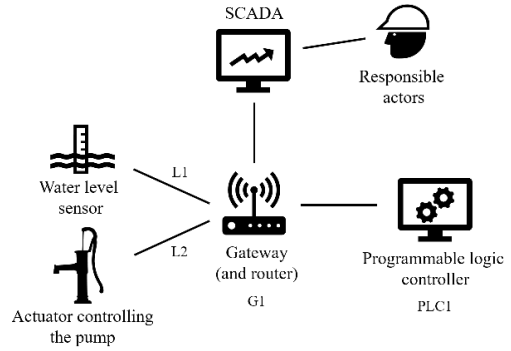 SCADA
Responsible
actors
L1
Water level
sensor
L2
Gateway
(and router)
G1
Programmable logic
controller
PLC1
Actuator controlling
the pump